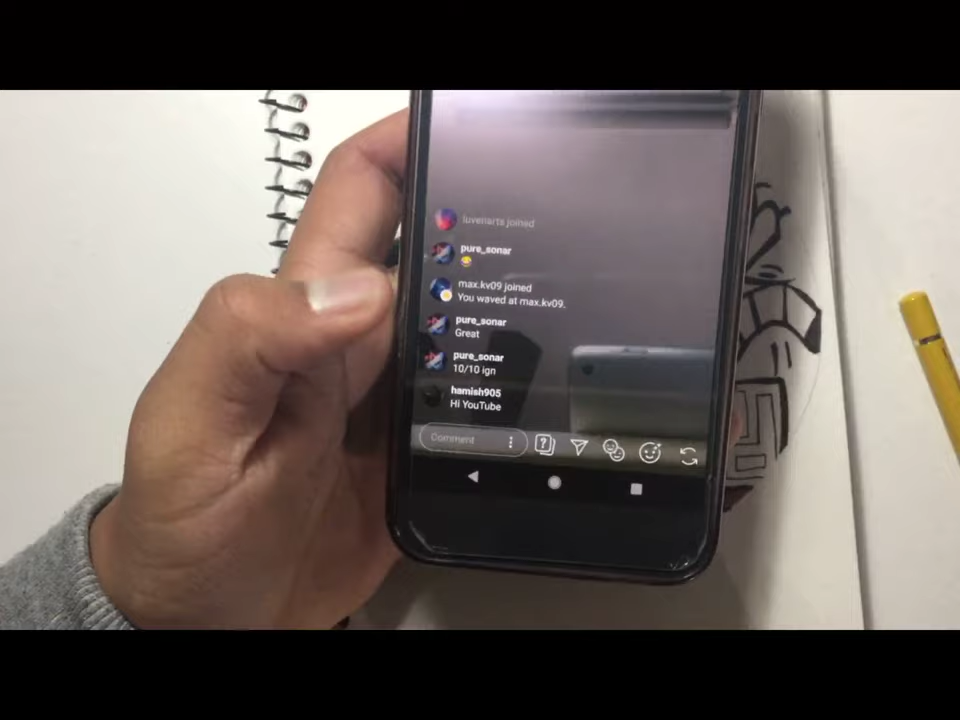 luvenarts joined
pure_sonar
max.kv09 joined
You waved at max.kv09.
pure_sonar
Great
pure_sonar
10/10 ign
hamish905
Hi YouTube
Comment